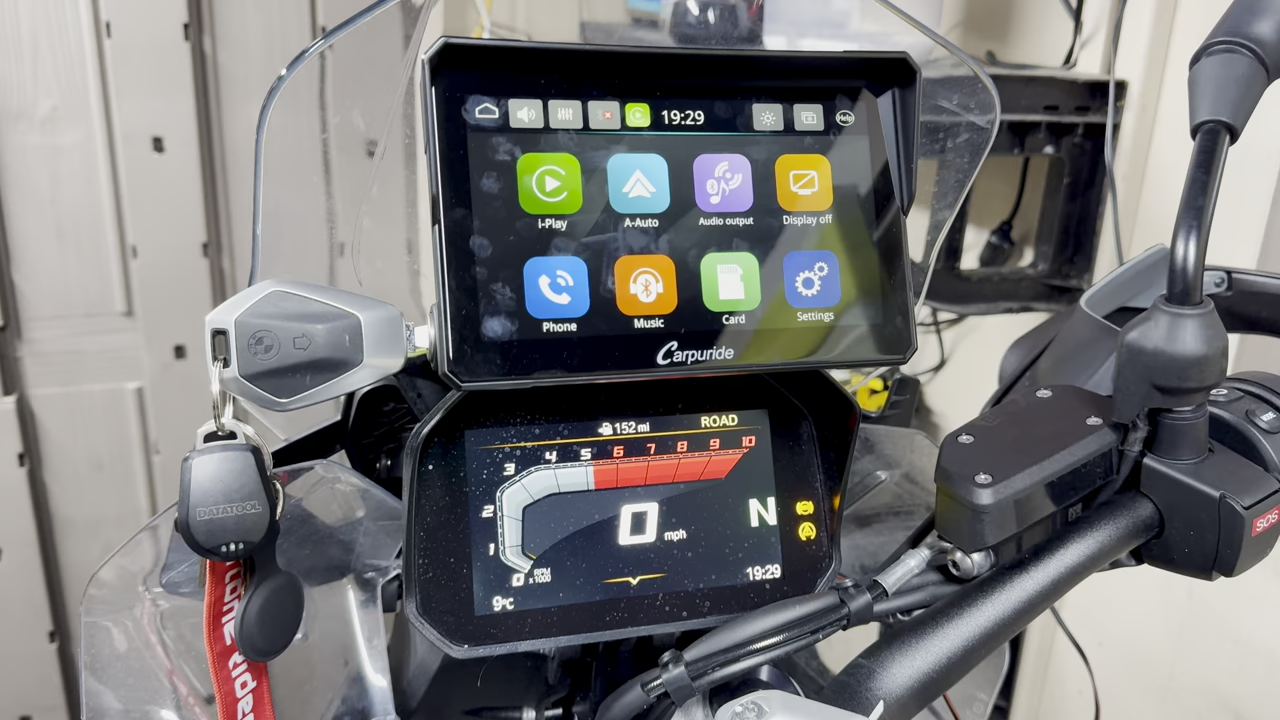 19:29
Help
i-Play
A-Auto
Audio output
Display off
Phone
Music
Card
Settings
Carpuride
152 mi
ROAD
3 4 5 6 7 8 9 10
2
1
0
RPM
x1000
0 mph
N
9°C
19:29
DATATOOL
SOS